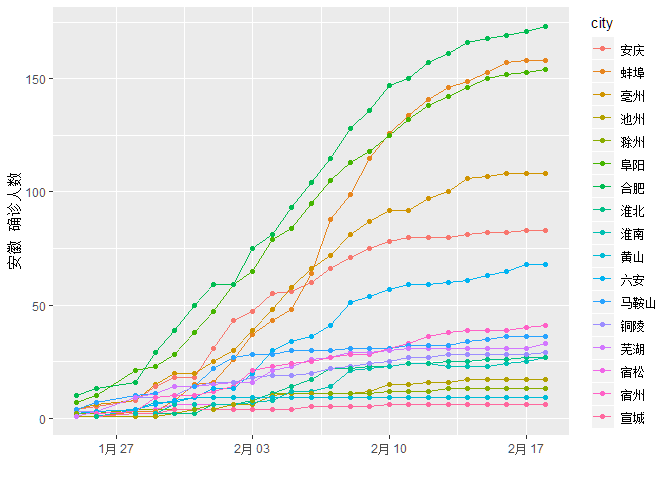 city
安庆
蚌埠
亳州
池州
滁州
阜阳
合肥
淮北
淮南
黄山
六安
马鞍山
铜陵
芜湖
宿松
宿州
宣城
安徽 确诊人数
150
100
50
0
1月 27
2月 03
2月 10
2月 17